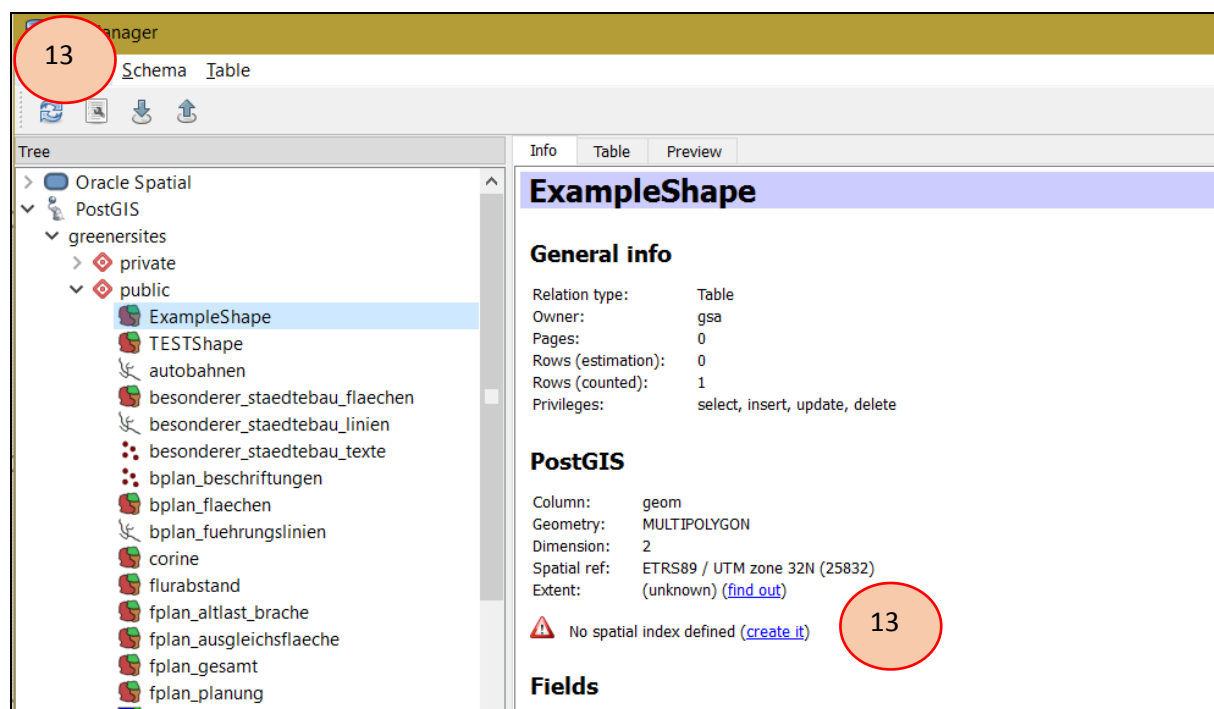 anager
13
Schema Table
Tree
Oracle Spatial
PostGIS
greenersites
private
public
ExampleShape
TESTShape
autobahnen
besonderer_staedtebau_flaechen
besonderer_staedtebau_linien
besonderer_staedtebau_texte
bplan_beschriftungen
bplan_flaechen
bplan_fuehrungslinien
corine
flurabstand
fplan_altlast_brache
fplan_ausgleichsflaeche
fplan_gesamt
fplan_planung
Info Table Preview
ExampleShape
General info
Relation type: Table
Owner: gsa
Pages: 0
Rows (estimation): 0
Rows (counted): 1
Privileges: select, insert, update, delete
PostGIS
Column: geom
Geometry: MULTIPOLYGON
Dimension: 2
Spatial ref: ETRS89 / UTM zone 32N (25832)
Extent: (unknown) (find out)
No spatial index defined (create it)
13
Fields